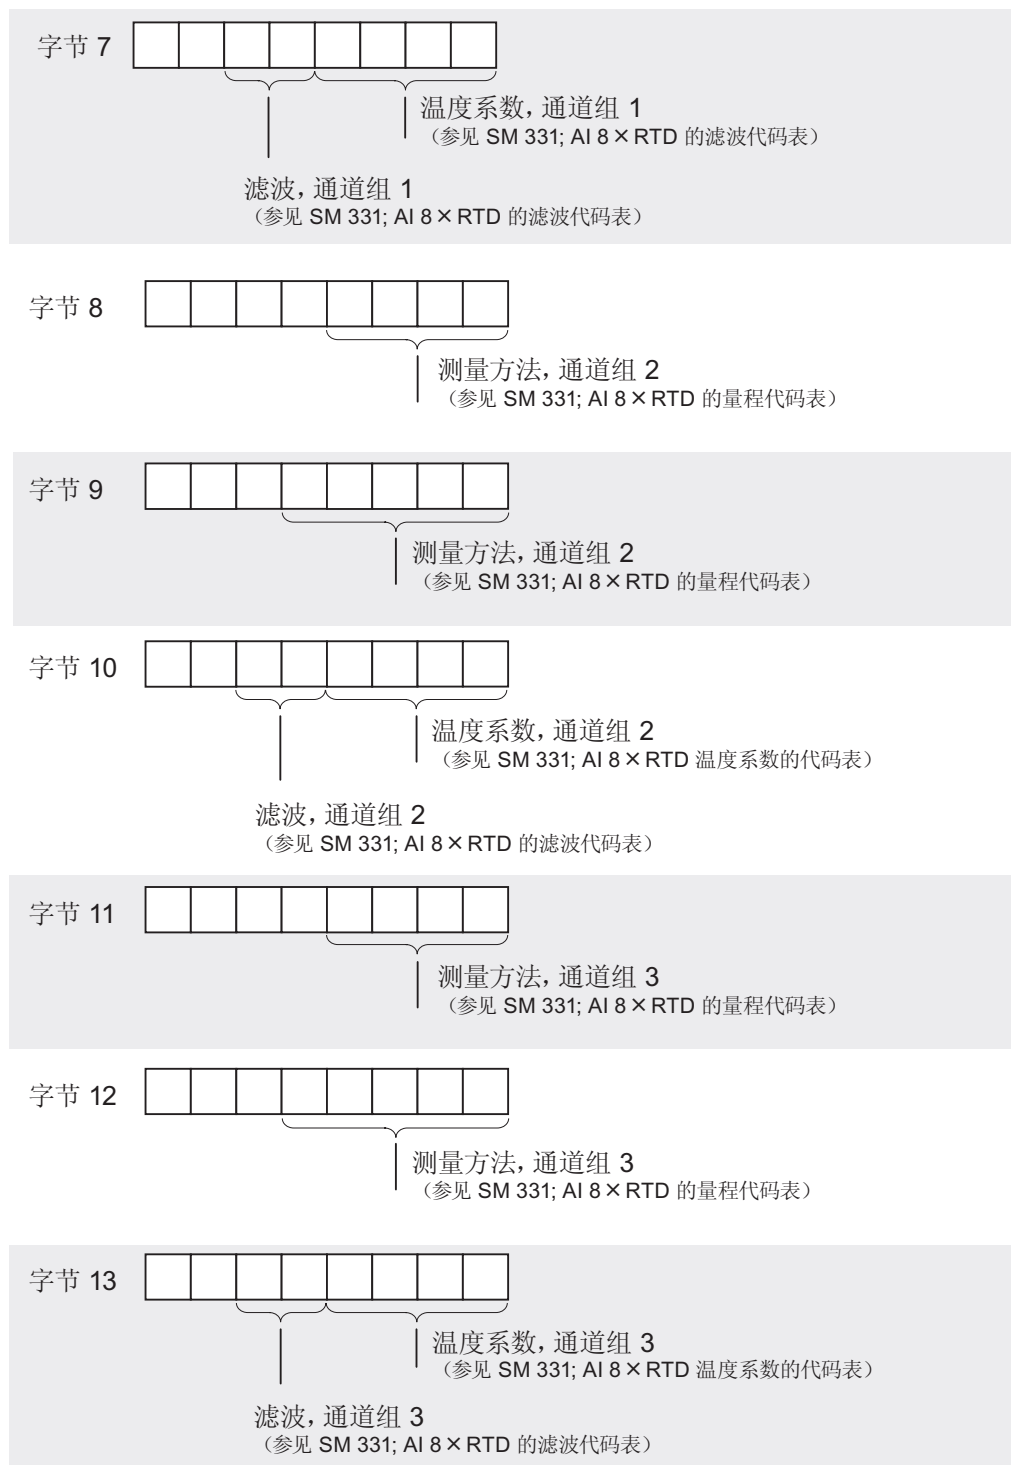 字节 7
温度系数, 通道组 1
（参见 SM 331; AI 8×RTD 的滤波代码表）
滤波, 通道组 1
（参见 SM 331; AI 8×RTD 的滤波代码表）
字节 8
测量方法, 通道组 2
（参见 SM 331; AI 8×RTD 的量程代码表）
字节 9
测量方法, 通道组 2
（参见 SM 331; AI 8×RTD 的量程代码表）
字节 10
温度系数, 通道组 2
（参见 SM 331; AI 8×RTD 温度系数的代码表）
滤波, 通道组 2
（参见 SM 331; AI 8×RTD 的滤波代码表）
字节 11
测量方法, 通道组 3
（参见 SM 331; AI 8×RTD 的量程代码表）
字节 12
测量方法, 通道组 3
（参见 SM 331; AI 8×RTD 的量程代码表）
字节 13
温度系数, 通道组 3
（参见 SM 331; AI 8×RTD 温度系数的代码表）
滤波, 通道组 3
（参见 SM 331; AI 8×RTD 的滤波代码表）